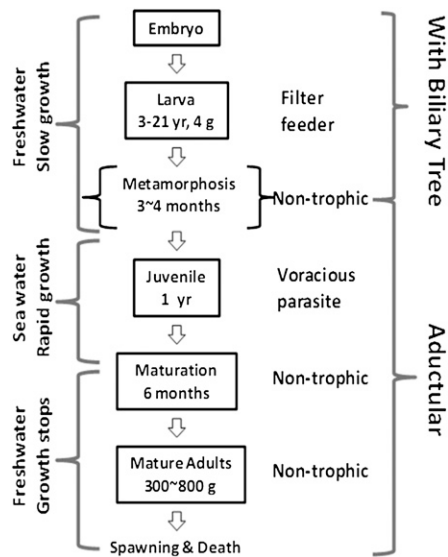 Embryo
Larva
3-21 yr, 4 g
Filter
feeder
Metamorphosis
3~4 months
Non-trophic
Juvenile
1 yr
Voracious
parasite
Maturation
6 months
Non-trophic
Mature Adults
300~800 g
Non-trophic
Spawning & Death
Freshwater
Slow growth
Sea water
Rapid growth
Freshwater
Growth stops
With Biliary Tree
Aductular